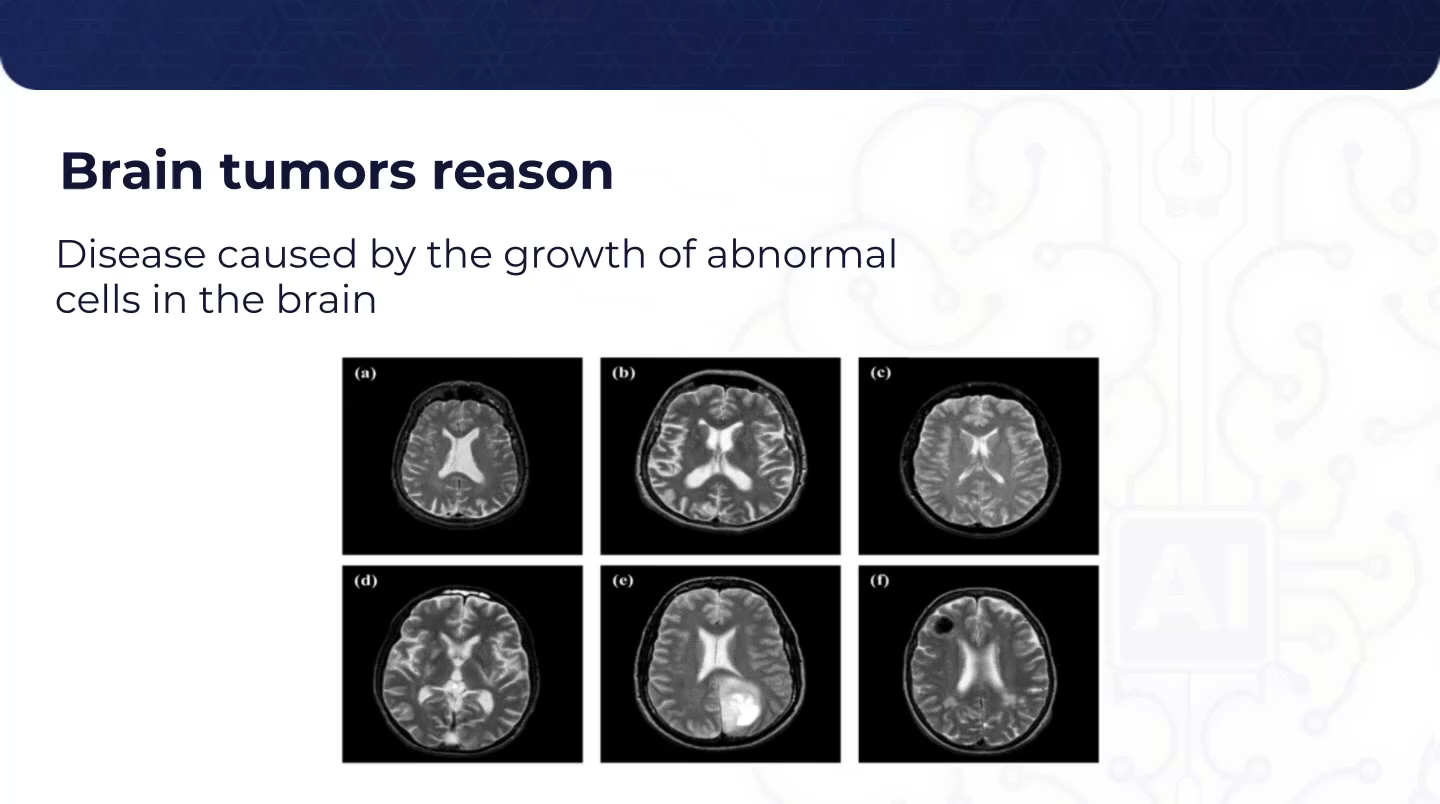 Brain tumors reason
Disease caused by the growth of abnormal
cells in the brain
(a)
(b)
(c)
(d)
(e)
(f)
AI